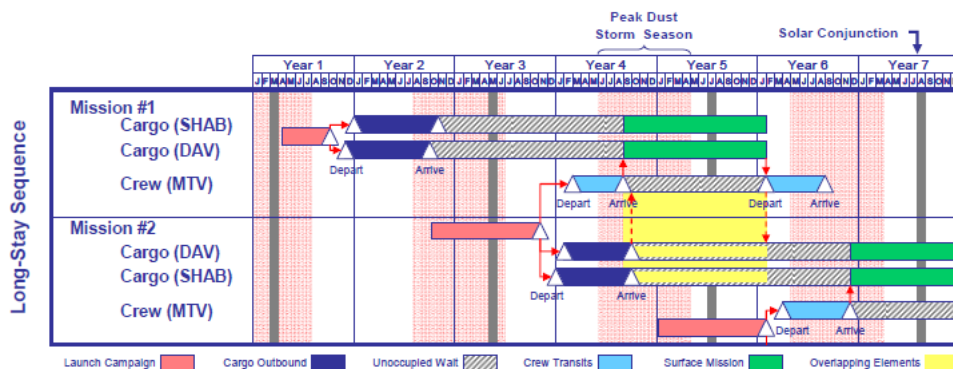 Peak Dust
Storm Season
Solar Conjunction
Year 1 Year 2 Year 3 Year 4 Year 5 Year 6 Year 7
J F M A M J J A S O N D J F M A M J J A S O N D J F M A M J J A S O N D J F M A M J J A S O N D J F M A M J J A S O N D J F M A M J J A S O N D J F M A M J J A S O N D
Long-Stay Sequence
Mission #1
Cargo (SHAB)
Cargo (DAV)
Depart Arrive
Crew (MTV)
Depart Arrive Depart Arrive
Mission #2
Cargo (DAV)
Cargo (SHAB)
Depart Arrive
Crew (MTV)
Depart Arrive
Launch Campaign Cargo Outbound Unoccupied Wait Crew Transits Surface Mission Overlapping Elements